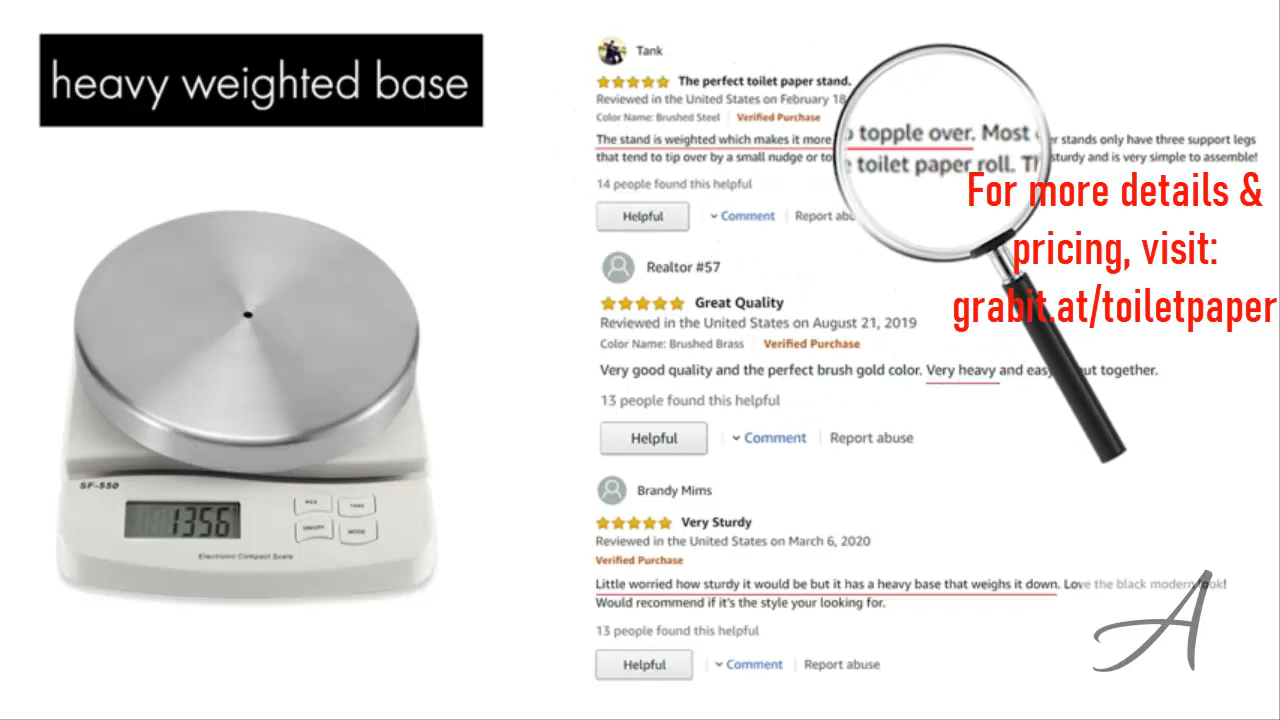 heavy weighted base
SF-550
1356
PCS
TARE
ON/OFF
MODE
Electronic Compact Scale
Tank
The perfect toilet paper stand.
Reviewed in the United States on February 18
Color Name: Brushed Steel Verified Purchase
The stand is weighted which makes it more topple over. Most stands only have three support legs
that tend to tip over by a small nudge or to toilet paper roll. sturdy and is very simple to assemble!
14 people found this helpful
Helpful Comment Report
Realtor #57
Great Quality
Reviewed in the United States on August 21, 2019
Color Name: Brushed Brass Verified Purchase
Very good quality and the perfect brush gold color. Very heavy and easy put together.
13 people found this helpful
Helpful Comment Report abuse
Brandy Mims
Very Sturdy
Reviewed in the United States on March 6, 2020
Verified Purchase
Little worried how sturdy it would be but it has a heavy base that weighs it down. Love the black modern look!
Would recommend if it's the style your looking for.
13 people found this helpful
Helpful Comment Report abuse
For more details &
pricing, visit:
grabit.at/toiletpaper
A